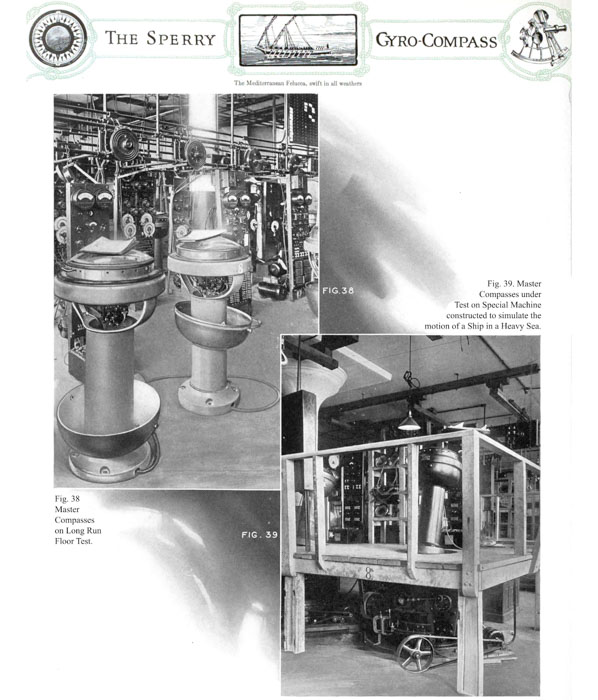 THE SPERRY
GYRO-COMPASS
The Mediterranean Felucca, swift in all weathers
FIG. 38
Fig. 39. Master
Compasses under
Test on Special Machine
constructed to simulate the
motion of a Ship in a Heavy Sea.
Fig. 38
Master
Compasses
on Long Run
Floor Test.
FIG. 39